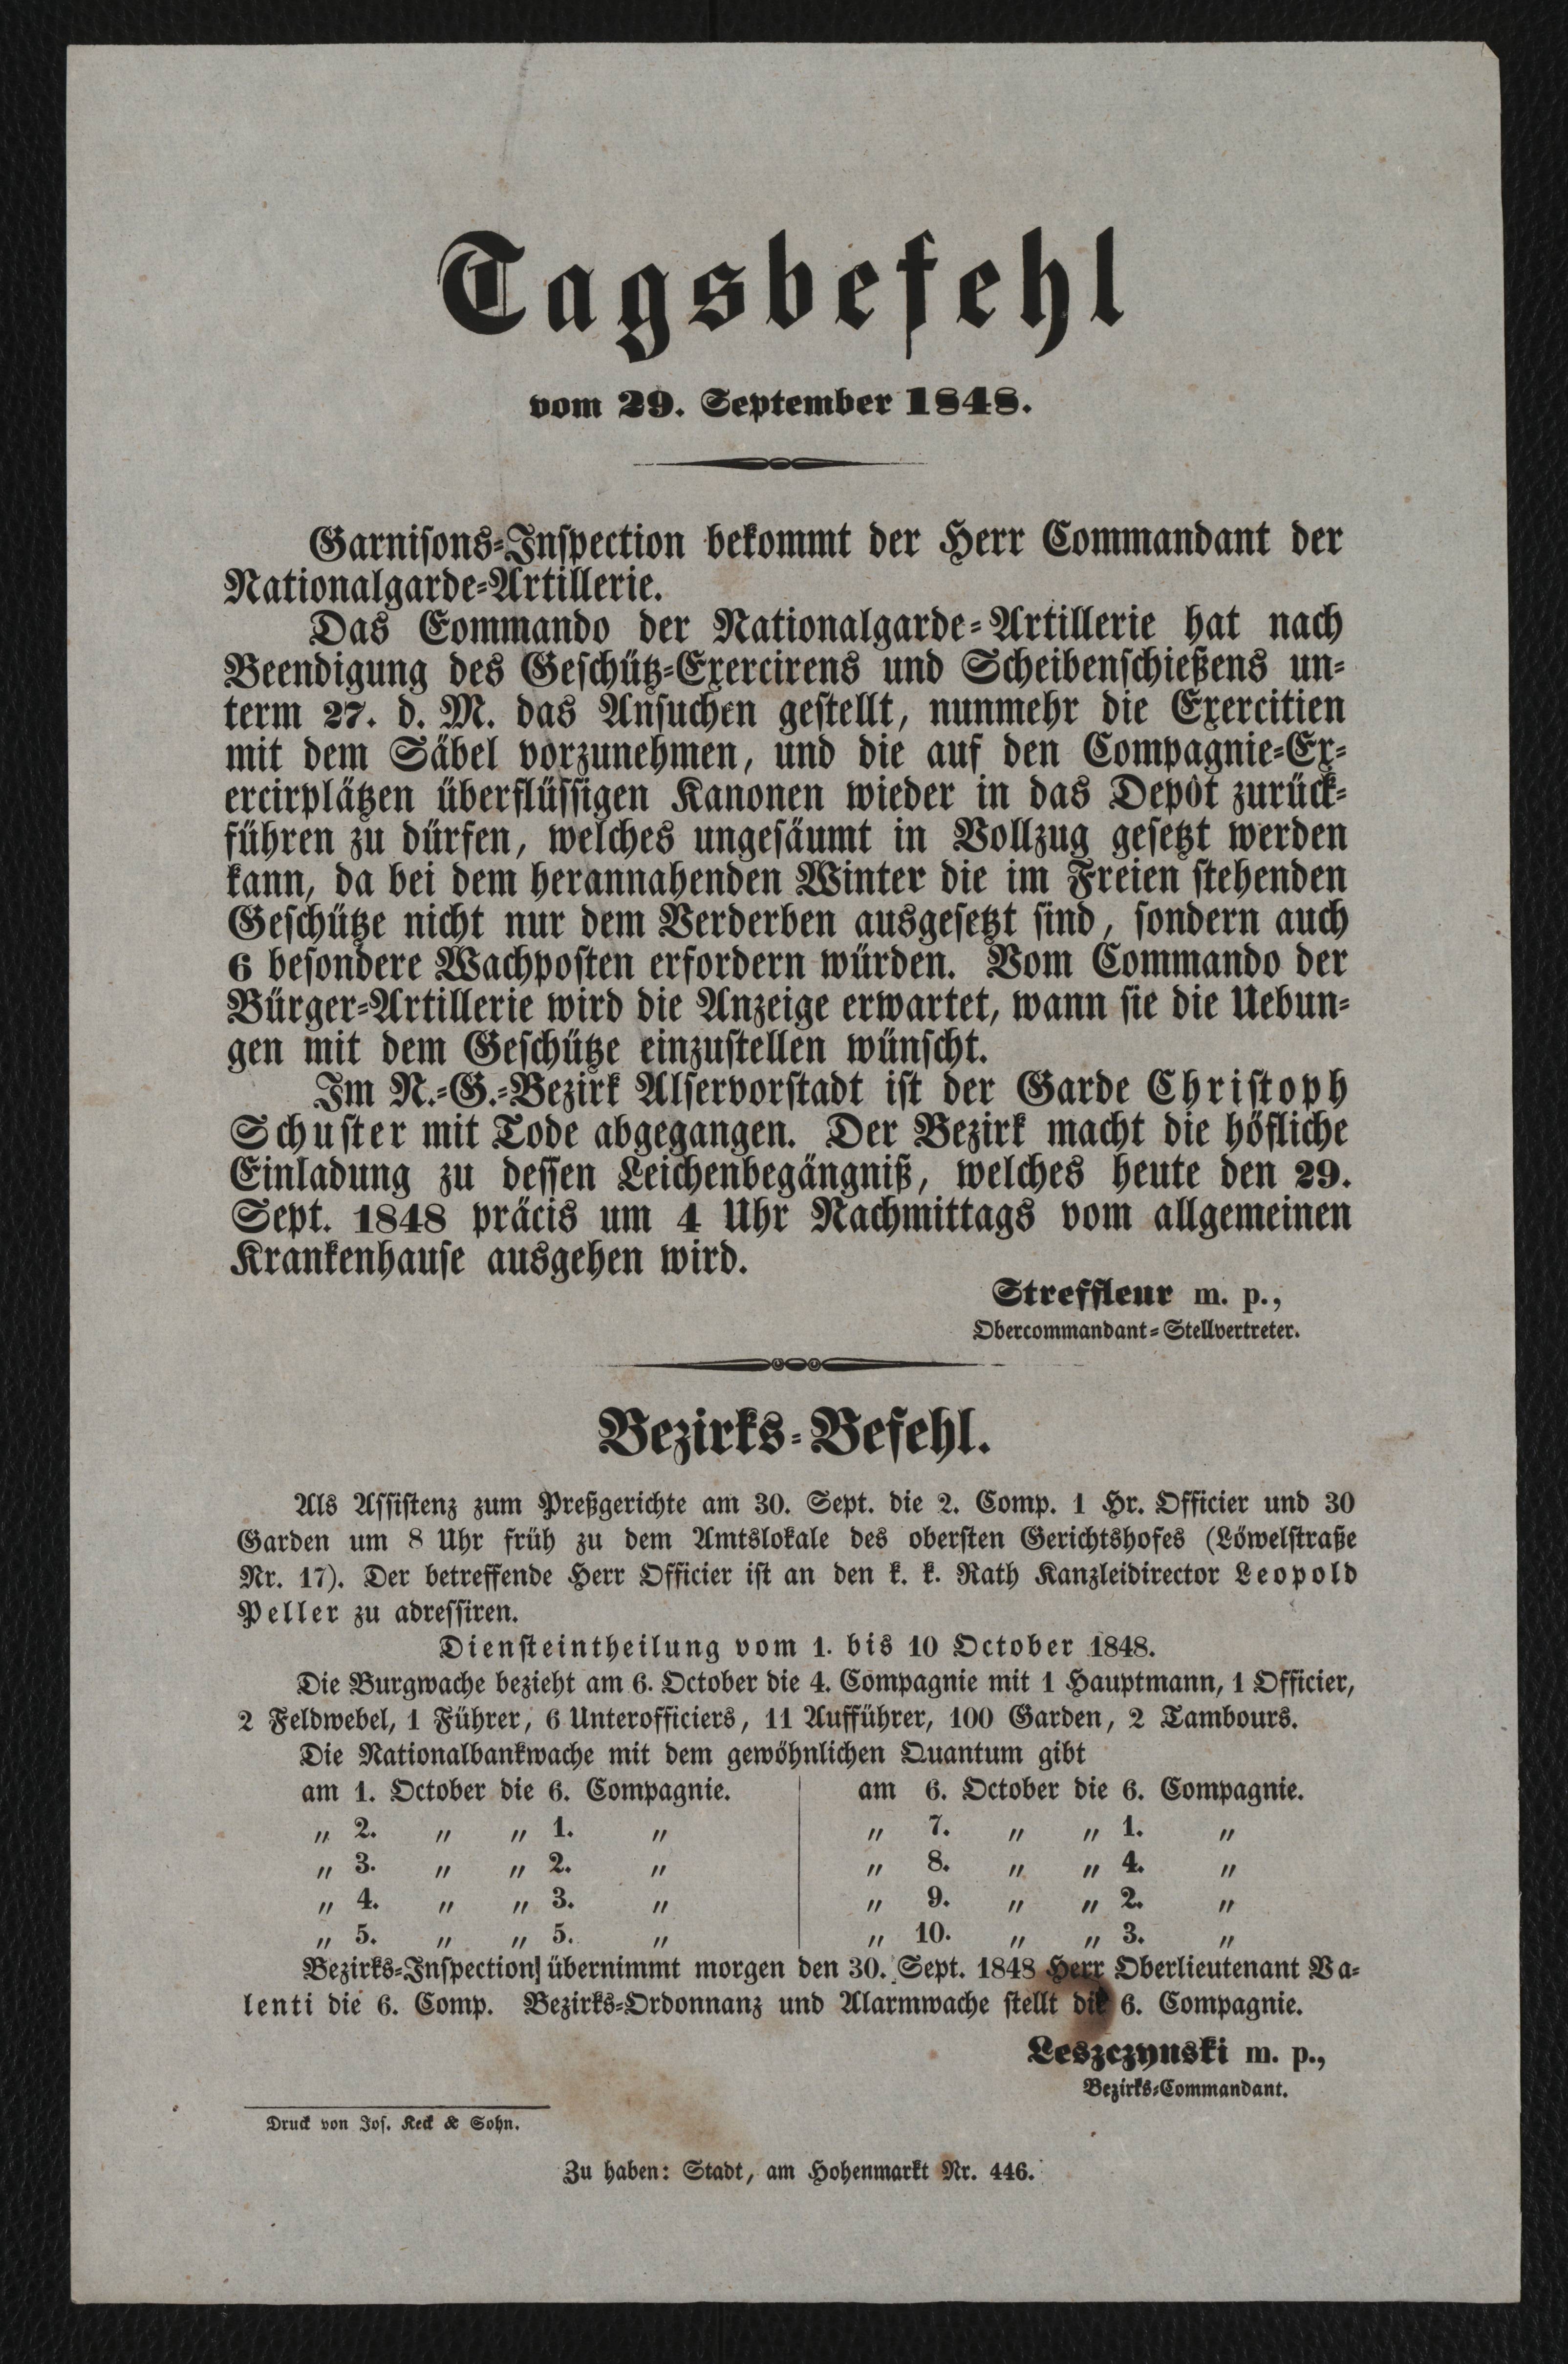 Tagsbefehl
vom 29. September 1848.
Garnisons-Inspection bekommt der Herr Commandant der
Nationalgarde-Artillerie.
Das Commando der Nationalgarde-Artillerie hat nach
Beendigung des Geschütz-Exercirens und Scheibenschießens un-
term 27. d. M. das Ansuchen gestellt, nunmehr die Exercitien
mit dem Säbel vorzunehmen, und die auf den Compagnie-Ex-
ercirplätzen überflüssigen Kanonen wieder in das Depôt zurück-
führen zu dürfen, welches ungesäumt in Vollzug gesetzt werden
kann, da bei dem herannahenden Winter die im Freien stehenden
Geschütze nicht nur dem Verderben ausgesetzt sind, sondern auch
6 besondere Wachposten erfordern würden. Vom Commando der
Bürger-Artillerie wird die Anzeige erwartet, wann sie die Uebun-
gen mit dem Geschütze einzustellen wünscht.
Im N.-G.-Bezirk Alservorstadt ist der Garde Christoph
Schuster mit Tode abgegangen. Der Bezirk macht die höfliche
Einladung zu dessen Leichenbegängniß, welches heute den 29.
Sept. 1848 präcis um 4 Uhr Nachmittags vom allgemeinen
Krankenhause ausgehen wird.
Streffleur m. p.,
Obercommandant-Stellvertreter.
Bezirks-Befehl.
Als Assistenz zum Preßgerichte am 30. Sept. die 2. Comp. 1 Hr. Officier und 30
Garden um 8 Uhr früh zu dem Amtslokale des obersten Gerichtshofes (Löwelstraße
Nr. 17). Der betreffende Herr Officier ist an den k. k. Rath Kanzleidirector Leopold
Peller zu adressiren.
Diensteintheilung vom 1. bis 10 October 1848.
Die Burgwache bezieht am 6. October die 4. Compagnie mit 1 Hauptmann, 1 Officier,
2 Feldwebel, 1 Führer, 6 Unterofficiers, 11 Aufführer, 100 Garden, 2 Tambours.
Die Nationalbankwache mit dem gewöhnlichen Quantum gibt
am 1. October die 6. Compagnie.
„ 2. „ „ 1. „
„ 3. „ „ 2. „
„ 4. „ „ 3. „
„ 5. „ „ 5. „
am 6. October die 6. Compagnie.
„ 7. „ „ 1. „
„ 8. „ „ 4. „
„ 9. „ „ 2. „
„ 10. „ „ 3. „
Bezirks-Inspection] übernimmt morgen den 30. Sept. 1848 Herr Oberlieutenant Va-
lenti die 6. Comp. Bezirks-Ordonnanz und Alarmwache stellt die 6. Compagnie.
Leszczynski m. p.,
Bezirks-Commandant.
Druck von Jos. Keck & Sohn.
Zu haben: Stadt, am Hohenmarkt Nr. 446.